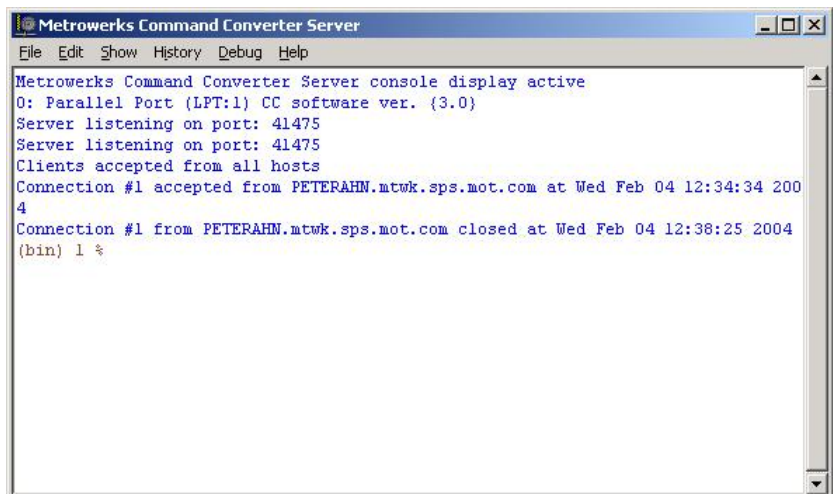 Metrowerks Command Converter Server
File Edit Show History Debug Help
Metrowerks Command Converter Server console display active
0: Parallel Port (LPT:1) CC software ver. {3.0}
Server listening on port: 41475
Server listening on port: 41475
Clients accepted from all hosts
Connection #1 accepted from PETERAHN.mtwk.sps.mot.com at Wed Feb 04 12:34:34 200
4
Connection #1 from PETERAHN.mtwk.sps.mot.com closed at Wed Feb 04 12:38:25 2004
(bin) 1 %